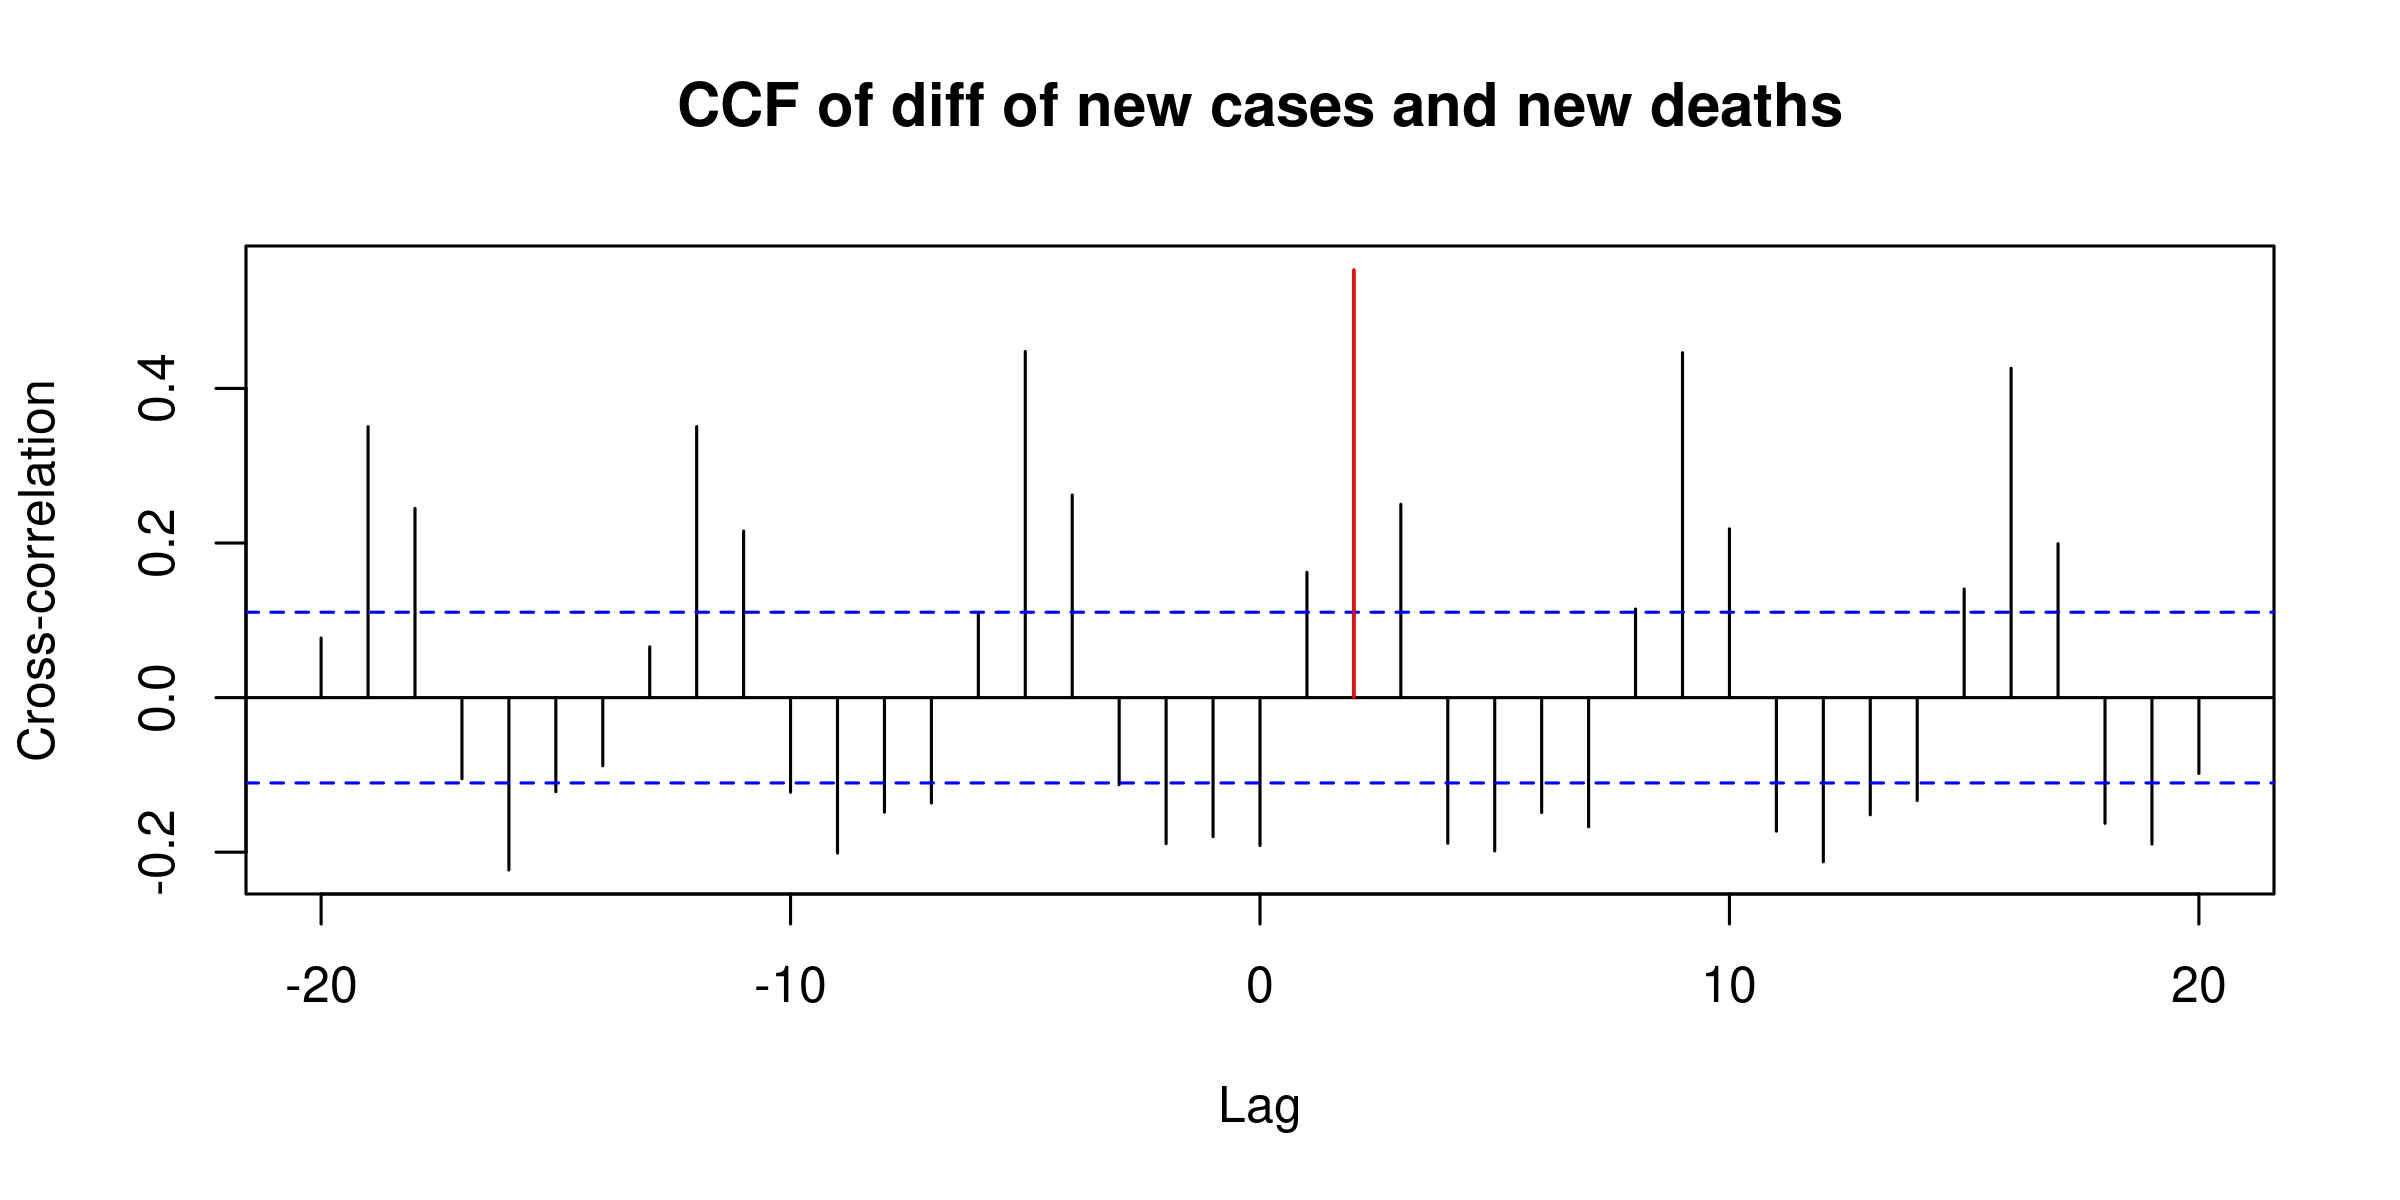 CCF of diff of new cases and new deaths
Cross-correlation
0.4
0.2
0.0
-0.2
-20 -10 0 10 20
Lag